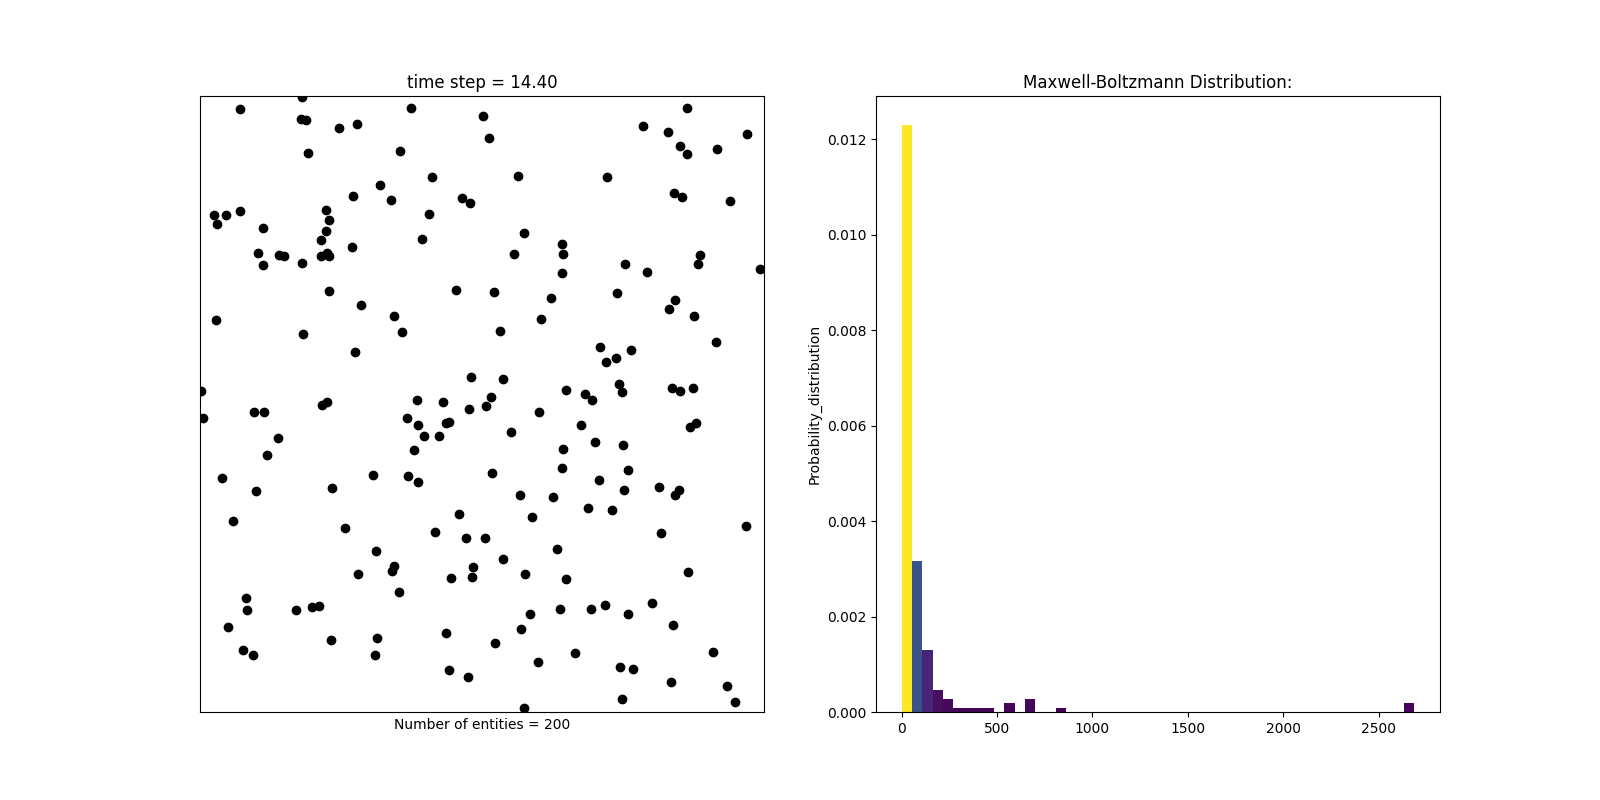 time step = 14.40
Number of entities = 200
Maxwell-Boltzmann Distribution:
Probability_distribution
0.012
0.010
0.008
0.006
0.004
0.002
0.000
0 500 1000 1500 2000 2500